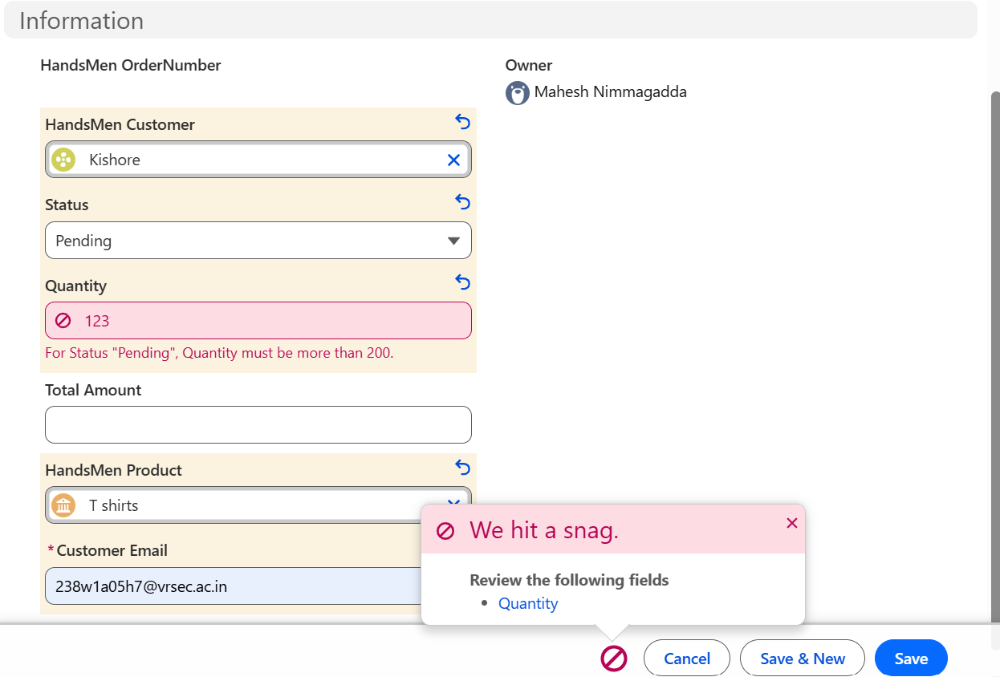 Information
HandsMen OrderNumber
Owner
Mahesh Nimmagadda
HandsMen Customer
Kishore
Status
Pending
Quantity
123
For Status "Pending", Quantity must be more than 200.
Total Amount
HandsMen Product
T shirts
*Customer Email
238w1a05h7@vrsec.ac.in
We hit a snag.
Review the following fields
• Quantity
Cancel
Save & New
Save